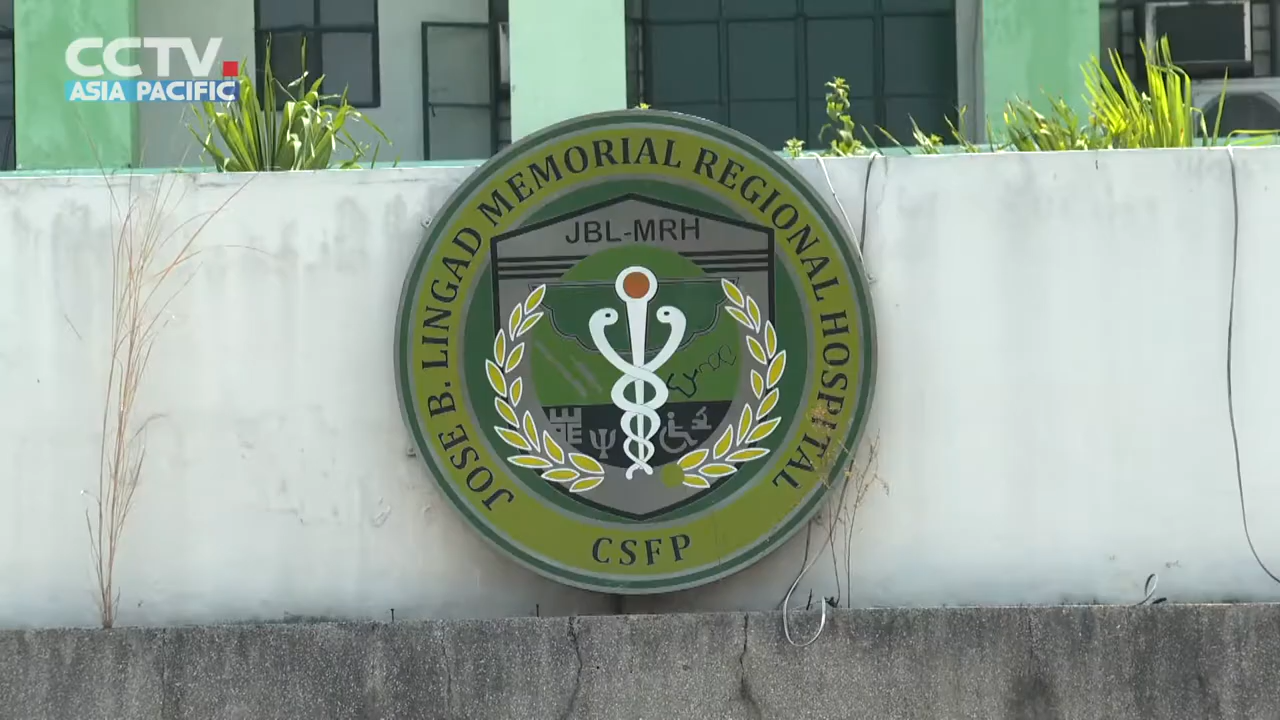 CCTV
ASIA PACIFIC
JOSE B. LINGAD MEMORIAL REGIONAL HOSPITAL
JBL-MRH
CSFP